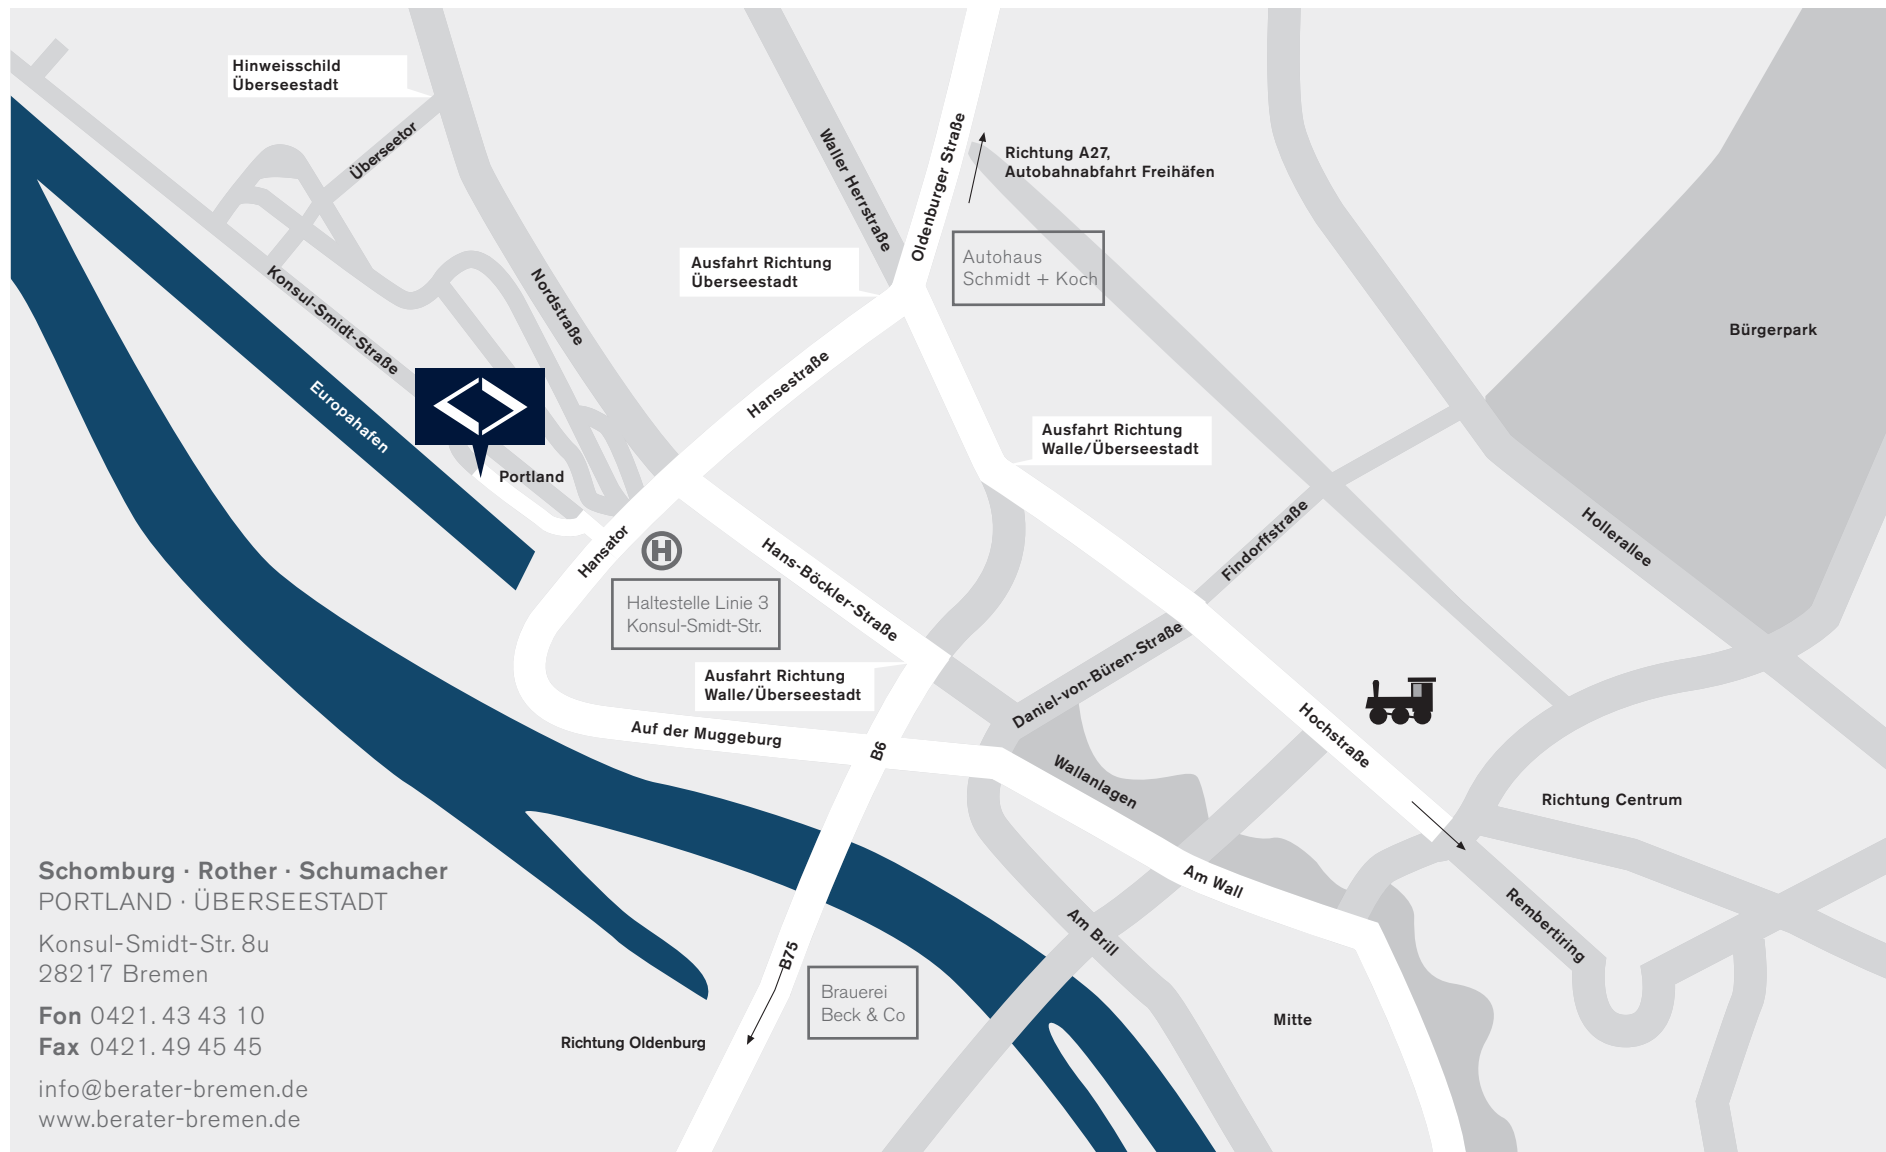 Hinweisschild
Überseestadt
Überseetor
Waller Herrstraße
Oldenburger Straße
Richtung A27,
Autobahnabfahrt Freihäfen
Ausfahrt Richtung
Überseestadt
Autohaus
Schmidt + Koch
Konsul-Smidt-Straße
Nordstraße
Bürgerpark
Europahafen
Hansestraße
Ausfahrt Richtung
Walle/Überseestadt
Portland
Hansator
H
Haltestelle Linie 3
Konsul-Smidt-Str.
Hans-Böckler-Straße
Findorffstraße
Hollerallee
Ausfahrt Richtung
Walle/Überseestadt
Daniel-von-Büren-Straße
Auf der Muggeburg
B6
Hochstraße
Wallanlagen
Richtung Centrum
Am Wall
Am Brill
Rembertiring
B75
Brauerei
Beck & Co
Mitte
Richtung Oldenburg
Schomburg · Rother · Schumacher
PORTLAND · ÜBERSEESTADT
Konsul-Smidt-Str. 8u
28217 Bremen
Fon 0421. 43 43 10
Fax 0421. 49 45 45
info@berater-bremen.de
www.berater-bremen.de